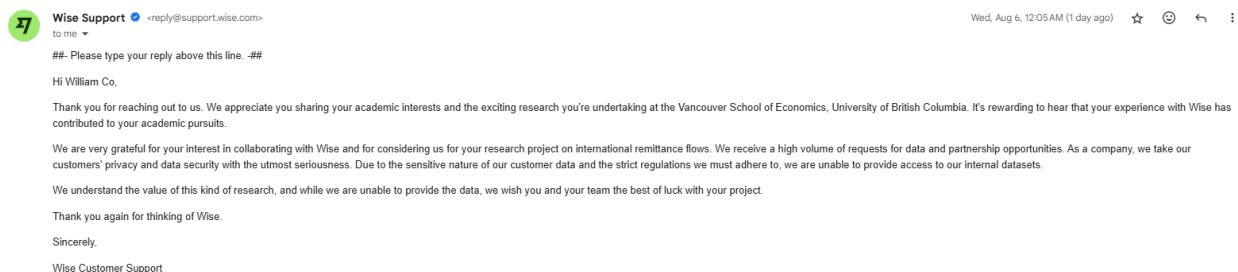 Wise Support <reply@support.wise.com> Wed, Aug 6, 12:05 AM (1 day ago)
to me
##- Please type your reply above this line. -##
Hi William Co,
Thank you for reaching out to us. We appreciate you sharing your academic interests and the exciting research you're undertaking at the Vancouver School of Economics, University of British Columbia. It's rewarding to hear that your experience with Wise has
contributed to your academic pursuits.
We are very grateful for your interest in collaborating with Wise and for considering us for your research project on international remittance flows. We receive a high volume of requests for data and partnership opportunities. As a company, we take our
customers' privacy and data security with the utmost seriousness. Due to the sensitive nature of our customer data and the strict regulations we must adhere to, we are unable to provide access to our internal datasets.
We understand the value of this kind of research, and while we are unable to provide the data, we wish you and your team the best of luck with your project.
Thank you again for thinking of Wise.
Sincerely,
Wise Customer Support